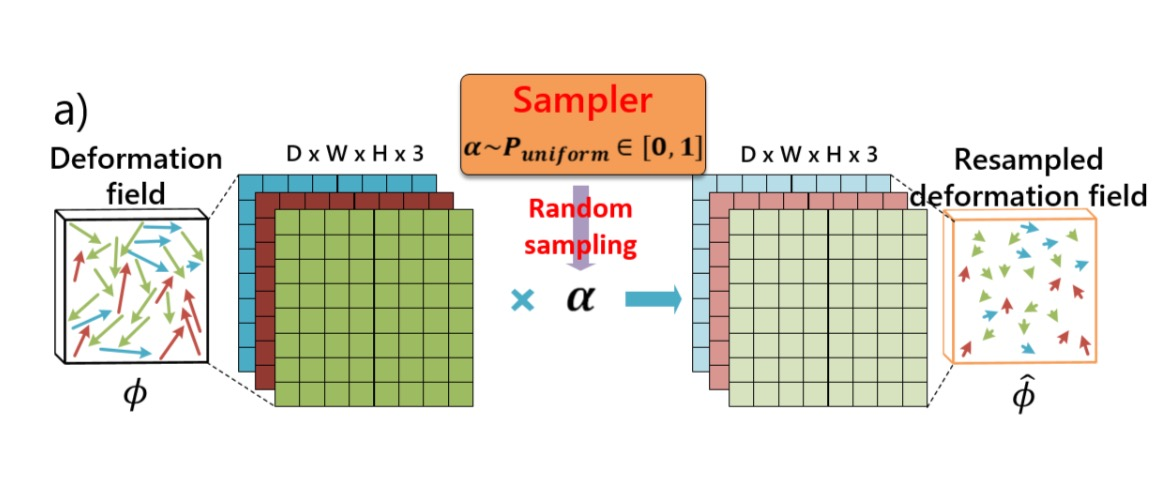 a)
Deformation
field
D x W x H x 3
Sampler
α~P_uniform ∈ [0, 1]
Random
sampling
× α
D x W x H x 3
Resampled
deformation field
ϕ
ϕ̂